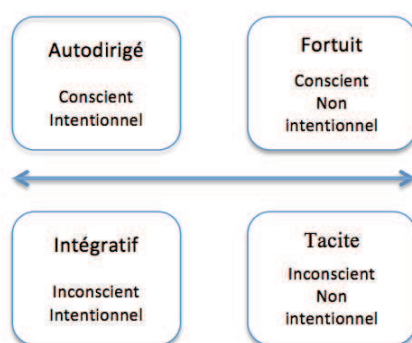 Autodirigé
Conscient
Intentionnel
Fortuit
Conscient
Non
intentionnel
Intégratif
Inconscient
Intentionnel
Tacite
Inconscient
Non
intentionnel